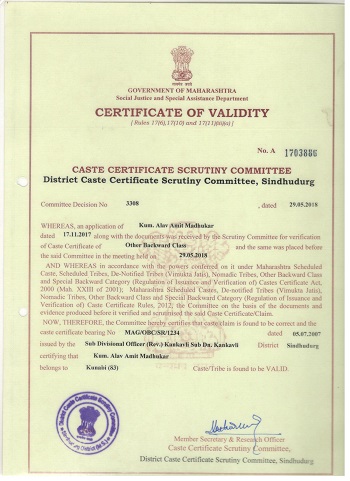 GOVERNMENT OF MAHARASHTRA
Social Justice and Special Assistance Department
CERTIFICATE OF VALIDITY
( Rules 17(6),17(10) and 17(11)(ii)(a) )
No. A 1703886
CASTE CERTIFICATE SCRUTINY COMMITTEE
District Caste Certificate Scrutiny Committee, Sindhudurg
Committee Decision No 3308 , dated 29.05.2018
WHEREAS, an application of Kum. Alav Amit Madhukar
dated 17.11.2017 along with the documents was received by the Scrutiny Committee for verification
of Caste Certificate of Other Backward Class and the same was placed before
the said Committee in the meeting held on 29.05.2018
AND WHEREAS in accordance with the powers conferred on it under Maharashtra Scheduled
Caste, Scheduled Tribes, De-Notified Tribes (Vimukta Jatis), Nomadic Tribes, Other Backward Class
and Special Backward Category (Regulation of Issuance and Verification of) Castes Certificate Act,
2000 (Mah. XXIII of 2001); Maharashtra Scheduled Castes, De-notified Tribes (Vimukta Jatis),
Nomadic Tribes, Other Backward Class and Special Backward Category (Regulation of Issuance and
Verification of) Caste Certificate Rules, 2012; the Committee on the basis of the documents and
evidence produced before it verified and scrutinised the said Caste Certificate/Claim.
NOW, THEREFORE, the Committee hereby certifies that caste claim is found to be correct and the
caste certificate bearing No MAG/OBC/SR/1234 dated 05.07.2007
issued by the Sub Divisional Officer (Rev.) Kankavli Sub Dn. Kankavli District Sindhudurg
certifying that Kum. Alav Amit Madhukar
belongs to Kunabi (83) Caste/Tribe is found to be VALID.
Member Secretary & Research Officer
Caste Certificate Scrutiny Committee,
District Caste Certificate Scrutiny Committee, Sindhudurg